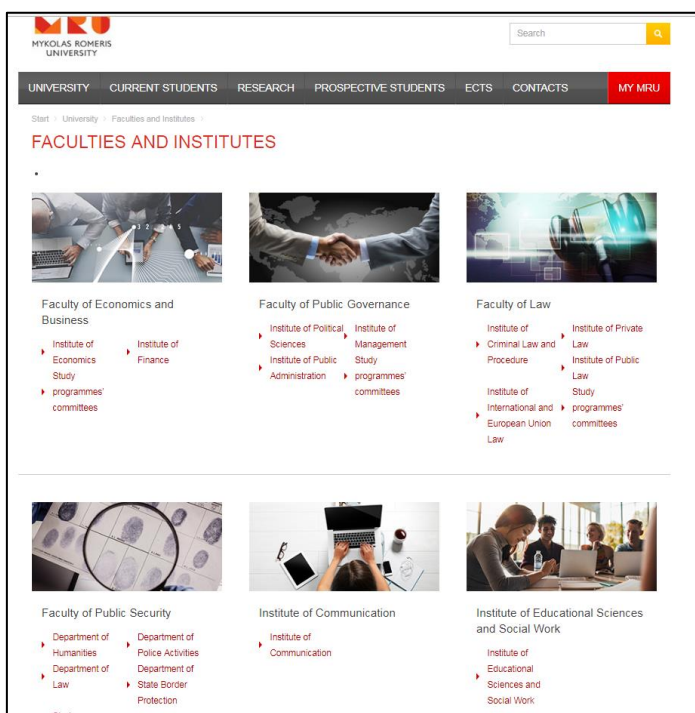 MRU
MYKOLAS ROMERIS
UNIVERSITY
Search
UNIVERSITY CURRENT STUDENTS RESEARCH PROSPECTIVE STUDENTS ECTS CONTACTS MY MRU
Start > University > Faculties and Institutes >
FACULTIES AND INSTITUTES
Faculty of Economics and
Business
Institute of
Economics
Study
programmes'
committees
Institute of
Finance
Faculty of Public Governance
Institute of Political
Sciences
Institute of Public
Administration
Institute of
Management
Study
programmes'
committees
Faculty of Law
Institute of
Criminal Law and
Procedure
Institute of
International and
European Union
Law
Institute of Private
Law
Institute of Public
Law
Study
programmes'
committees
Faculty of Public Security
Department of
Humanities
Department of
Law
Department of
Police Activities
Department of
State Border
Protection
Institute of Communication
Institute of
Communication
Institute of Educational Sciences
and Social Work
Institute of
Educational
Sciences and
Social Work